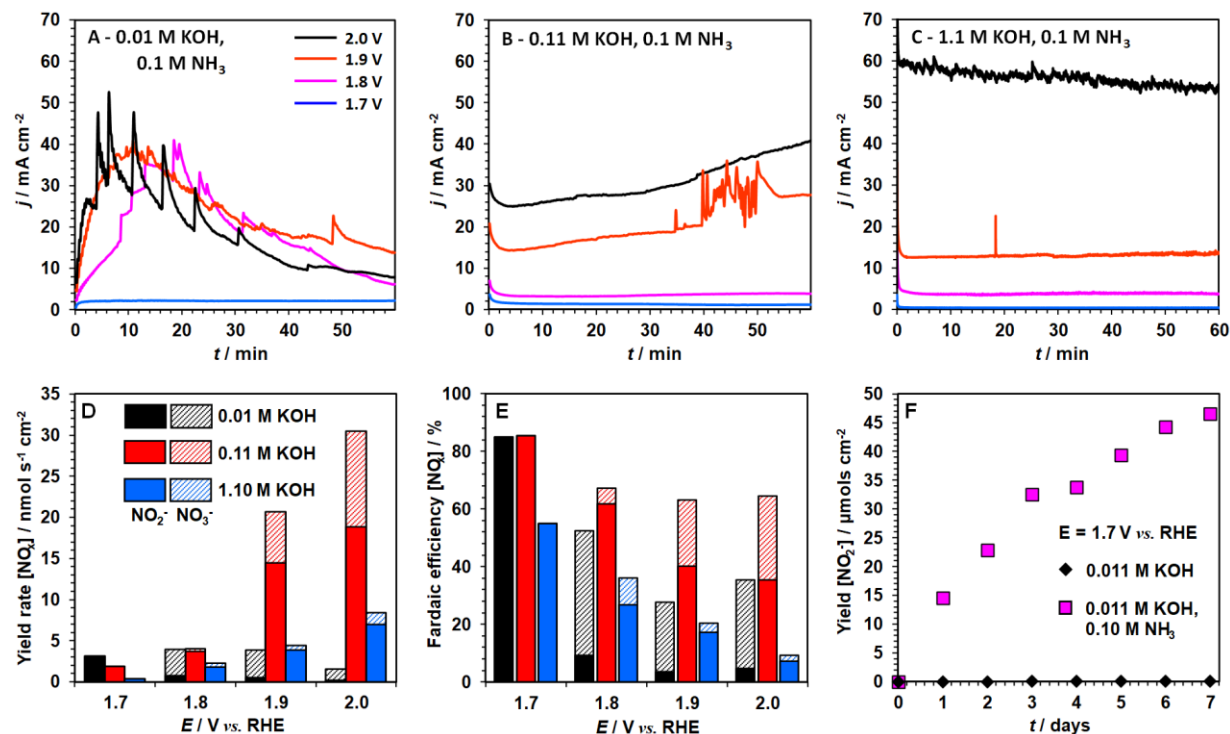 A - 0.01 M KOH,
0.1 M NH₃
2.0 V
1.9 V
1.8 V
1.7 V
j / mA cm⁻²
70
60
50
40
30
20
10
0
0 10 20 30 40 50
t / min
B - 0.11 M KOH, 0.1 M NH₃
j / mA cm⁻²
70
60
50
40
30
20
10
0
0 10 20 30 40 50
t / min
C - 1.1 M KOH, 0.1 M NH₃
j / mA cm⁻²
70
60
50
40
30
20
10
0
0 10 20 30 40 50 60
t / min
D
0.01 M KOH
0.11 M KOH
1.10 M KOH
NO₂⁻ NO₃⁻
Yield rate [NOₓ] / nmol s⁻¹ cm⁻²
35
30
25
20
15
10
5
0
1.7 1.8 1.9 2.0
E / V vs. RHE
E
Fardaic efficiency [NOₓ] / %
100
80
60
40
20
0
1.7 1.8 1.9 2.0
E / V vs. RHE
F
E = 1.7 V vs. RHE
0.011 M KOH
0.011 M KOH,
0.10 M NH₃
Yield [NO₂⁻] / μmols cm⁻²
50
45
40
35
30
25
20
15
10
5
0
0 1 2 3 4 5 6 7
t / days